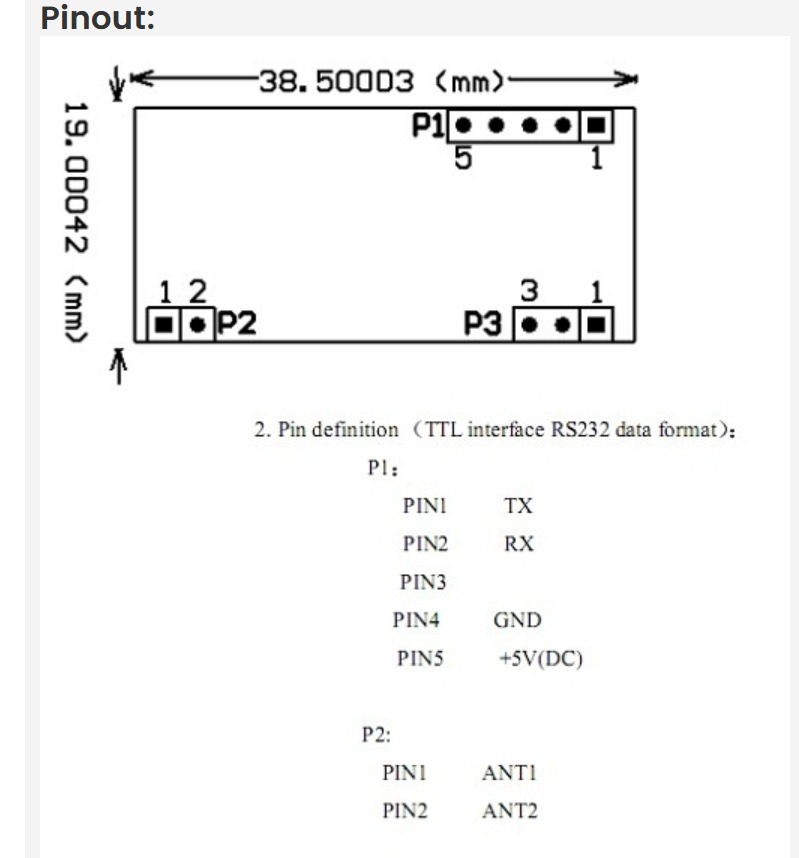 Pinout:
38.50003 (mm)
19.00042 (mm)
P1
5 1
1 2
P2
3 1
P3
2. Pin definition （TTL interface RS232 data format）：
P1：
PIN1 TX
PIN2 RX
PIN3
PIN4 GND
PIN5 +5V(DC)
P2:
PIN1 ANT1
PIN2 ANT2